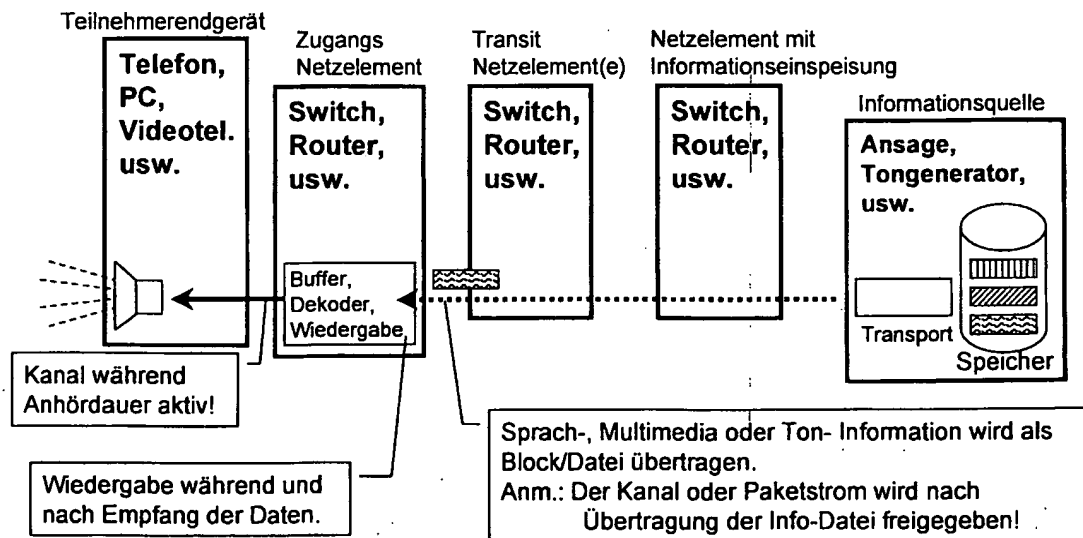 Teilnehmerendgerät
Telefon,
PC,
Videotel.
usw.
Zugangs
Netzelement
Switch,
Router,
usw.
Buffer,
Dekoder,
Wiedergabe
Transit
Netzelement(e)
Switch,
Router,
usw.
Netzelement mit
Informationseinspeisung
Switch,
Router,
usw.
Informationsquelle
Ansage,
Tongenerator,
usw.
Transport
Speicher
Kanal während
Anhördauer aktiv!
Wiedergabe während und
nach Empfang der Daten.
Sprach-, Multimedia oder Ton- Information wird als
Block/Datei übertragen.
Anm.: Der Kanal oder Paketstrom wird nach
Übertragung der Info-Datei freigegeben!